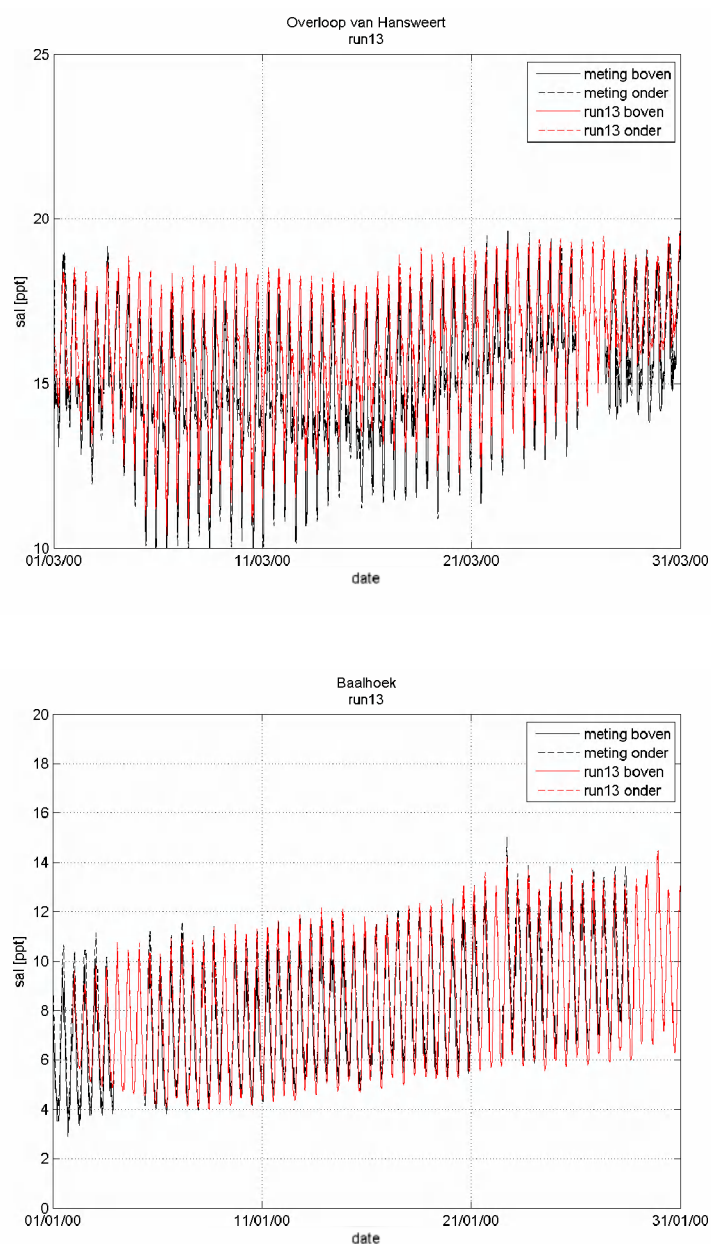 Overloop van Hansweert
run13
25
20
15
10
sal [ppt]
meting boven
meting onder
run13 boven
run13 onder
01/03/00 11/03/00 21/03/00 31/03/00
date
Baalhoek
run13
20
18
16
14
12
10
8
6
4
2
0
sal [ppt]
meting boven
meting onder
run13 boven
run13 onder
01/01/00 11/01/00 21/01/00 31/01/00
date